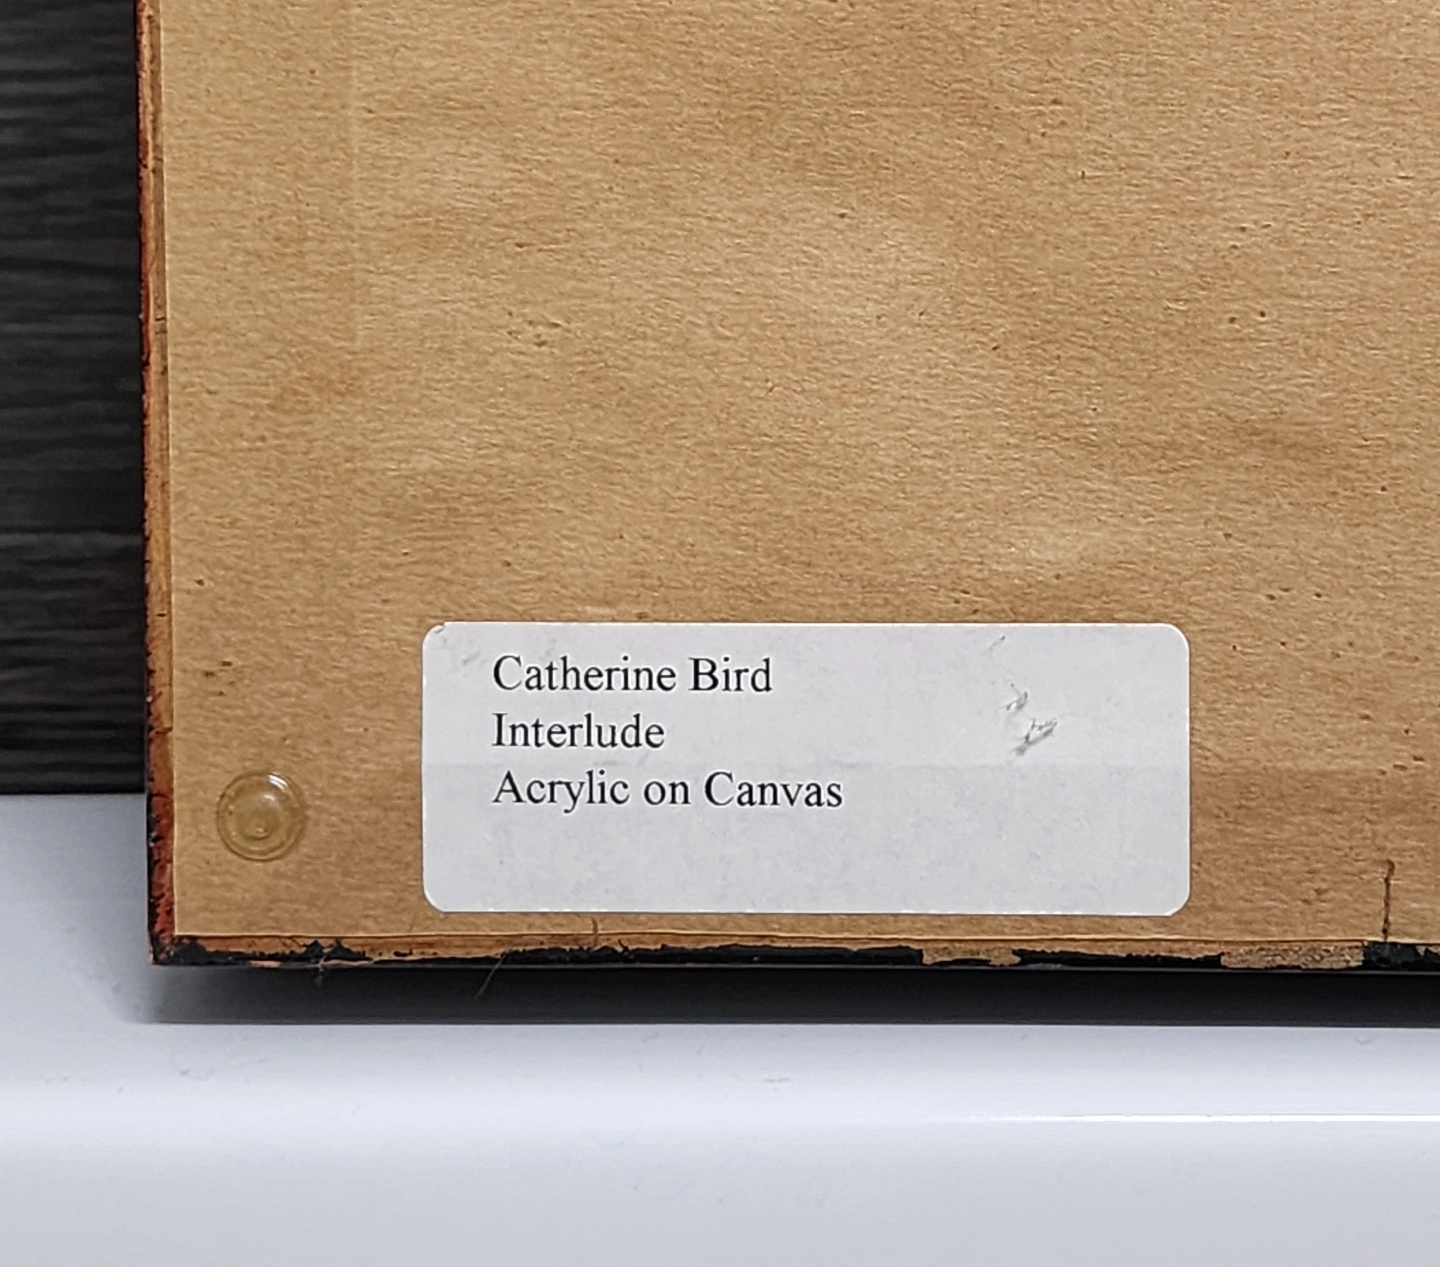 Catherine Bird
Interlude
Acrylic on Canvas